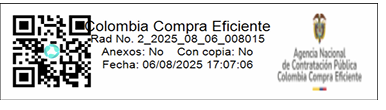 Colombia Compra Eficiente
Rad No. 2_2025_08_06_008015
Anexos: No Con copia: No
Fecha: 06/08/2025 17:07:06
Agencia Nacional
de Contratación Pública
Colombia Compra Eficiente